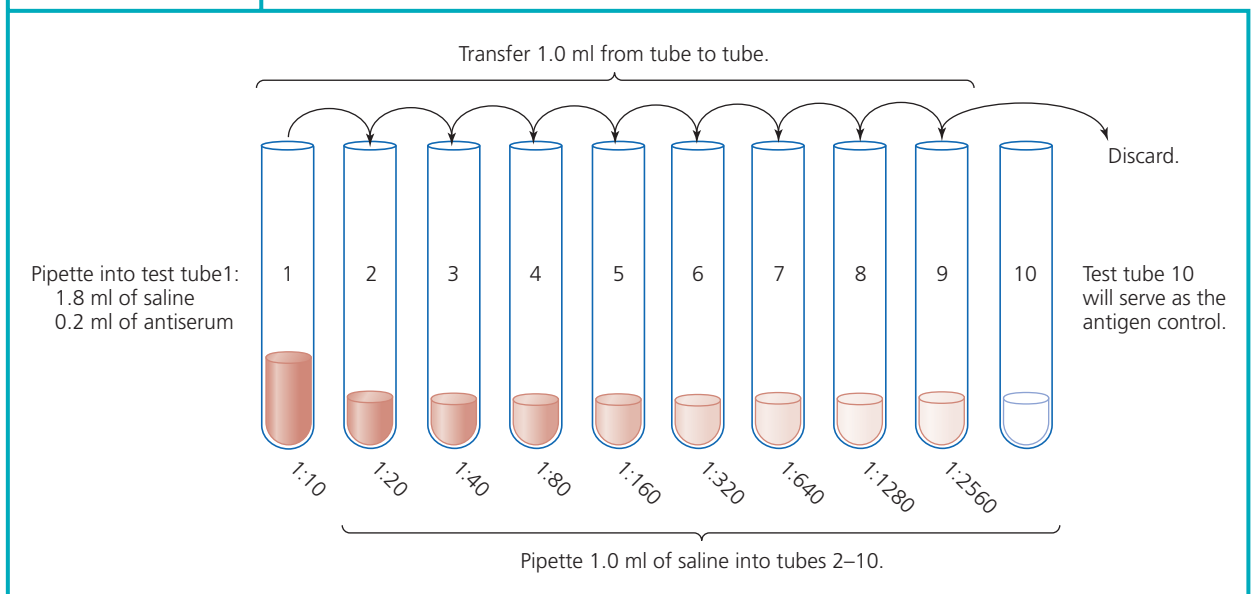 Transfer 1.0 ml from tube to tube.
Discard.
Pipette into test tube1:
1.8 ml of saline
0.2 ml of antiserum
1 2 3 4 5 6 7 8 9 10
Test tube 10
will serve as the
antigen control.
1:10 1:20 1:40 1:80 1:160 1:320 1:640 1:1280 1:2560
Pipette 1.0 ml of saline into tubes 2–10.